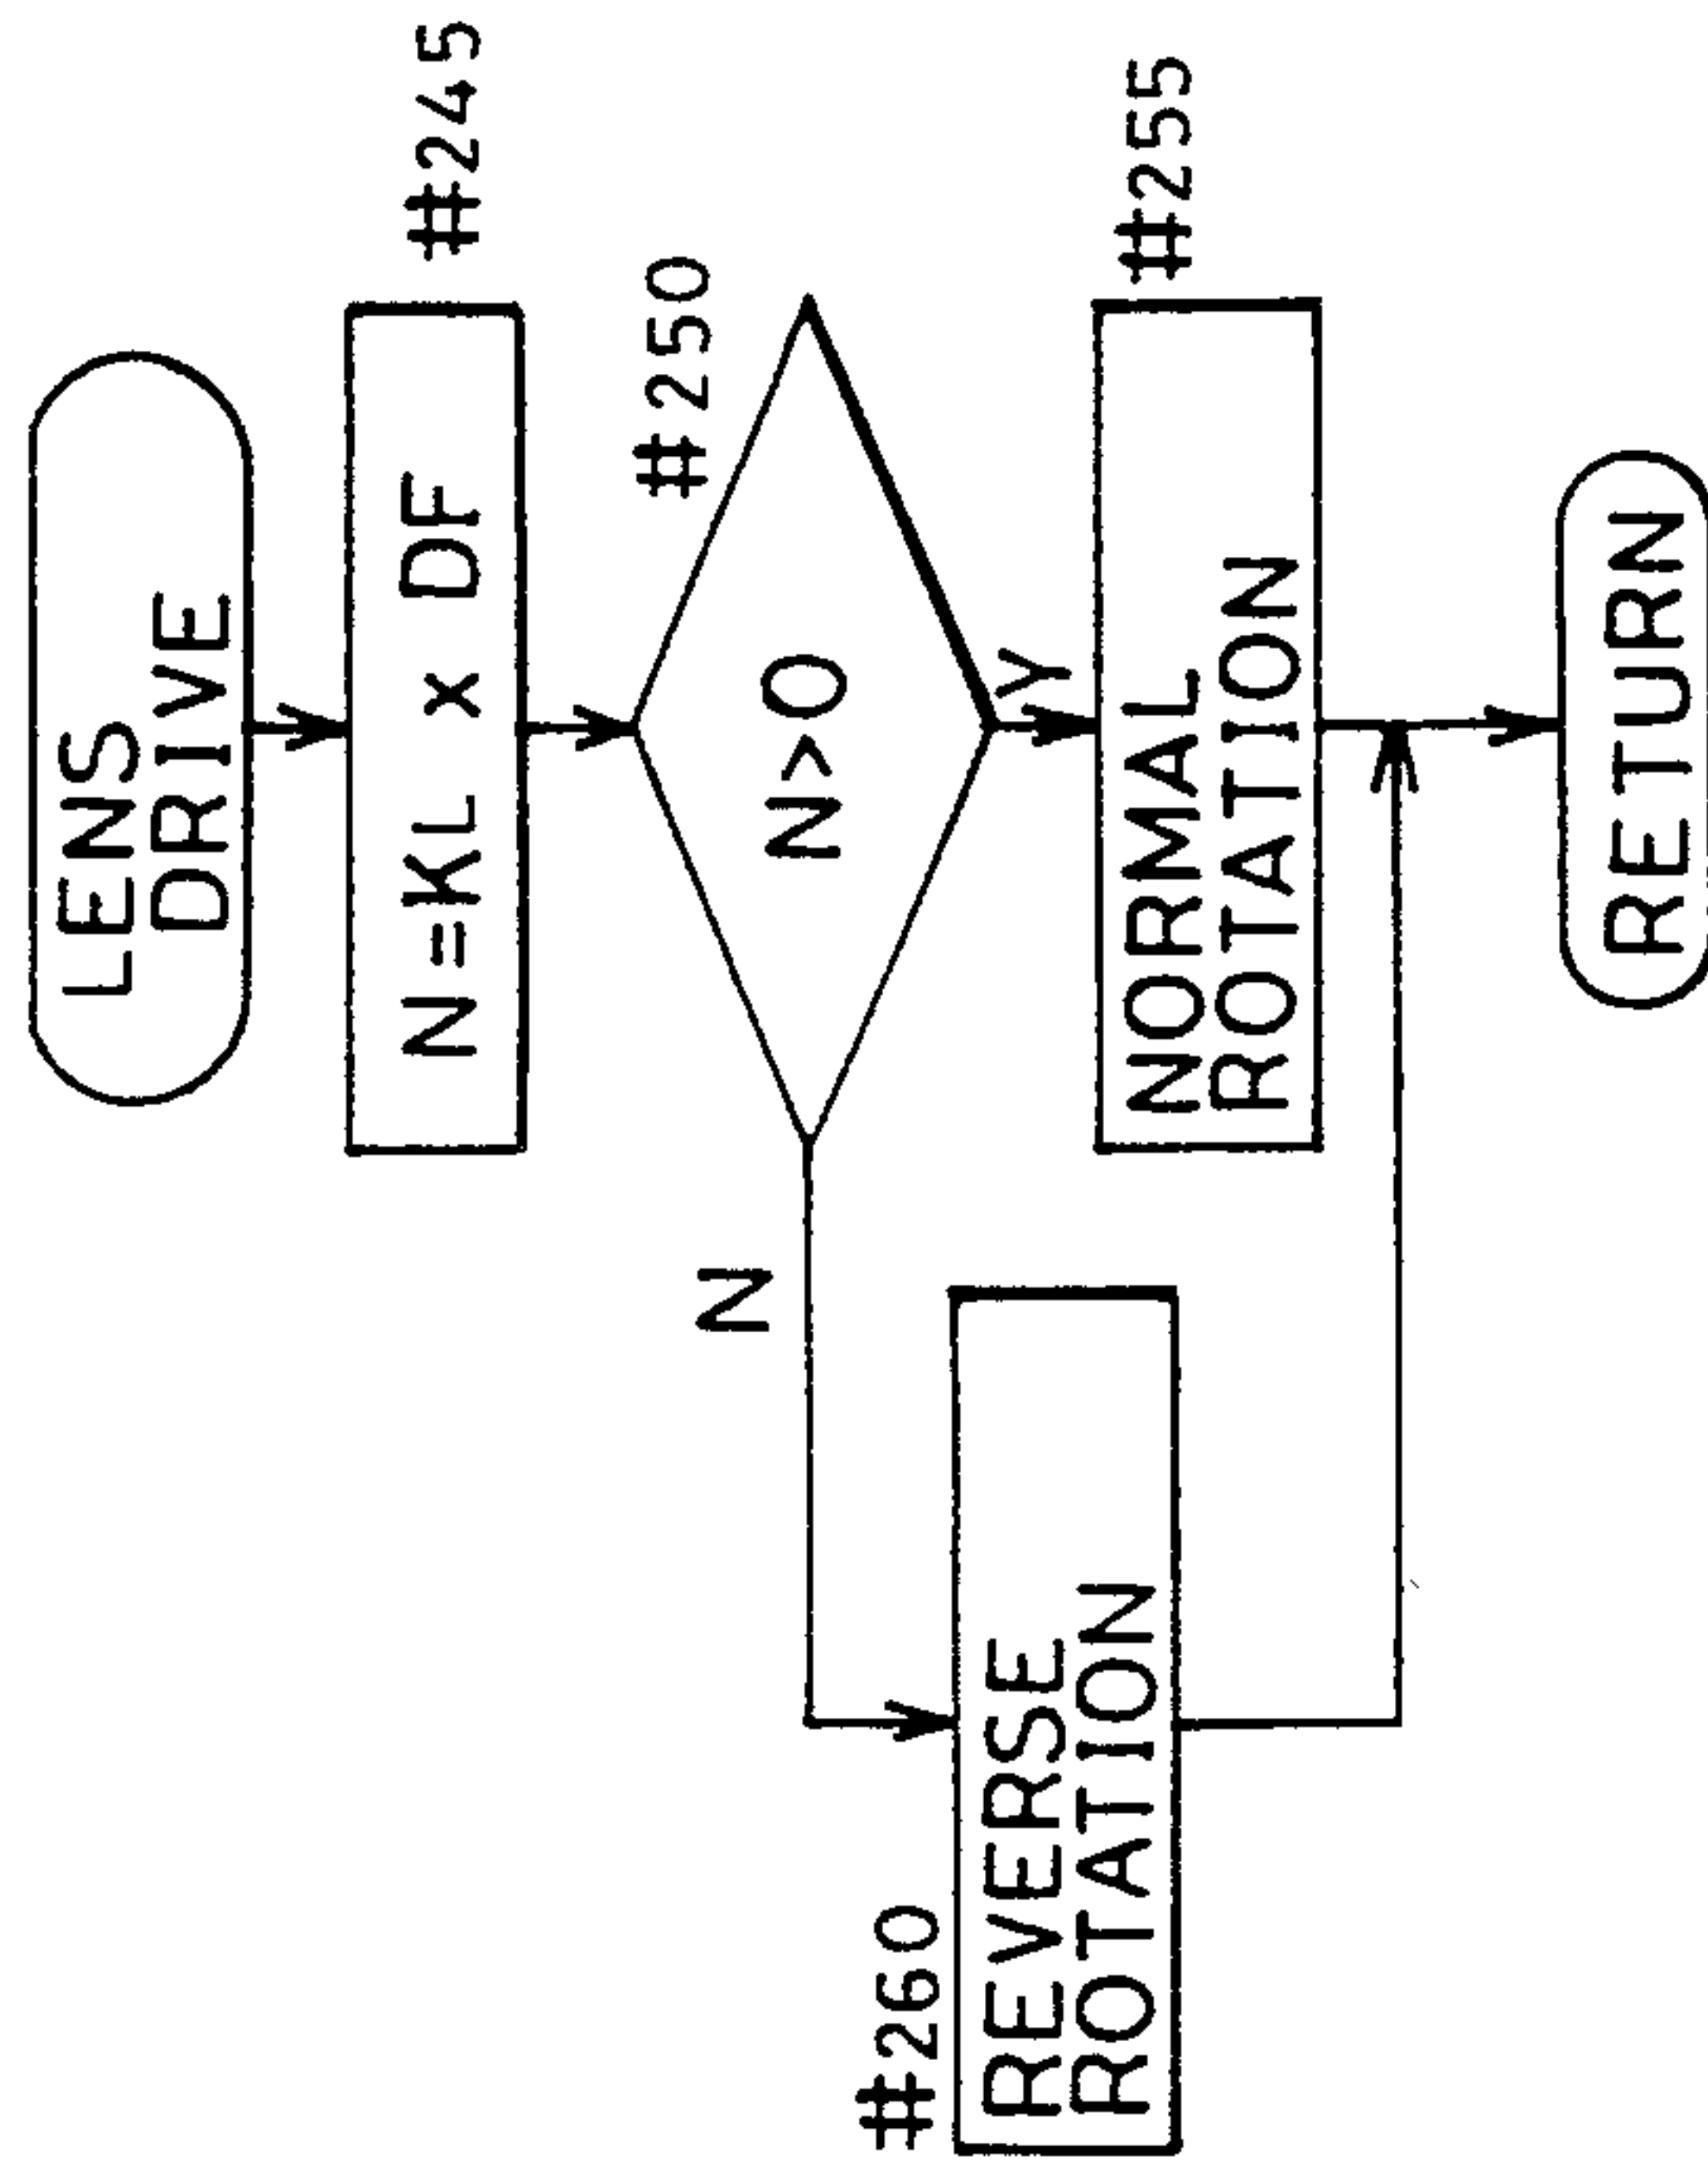 LENS
DRIVE
#245
N=KL x DF
#250
N>0
N
Y
#260
REVERSE
ROTATION
#255
NORMAL
ROTATION
RETURN